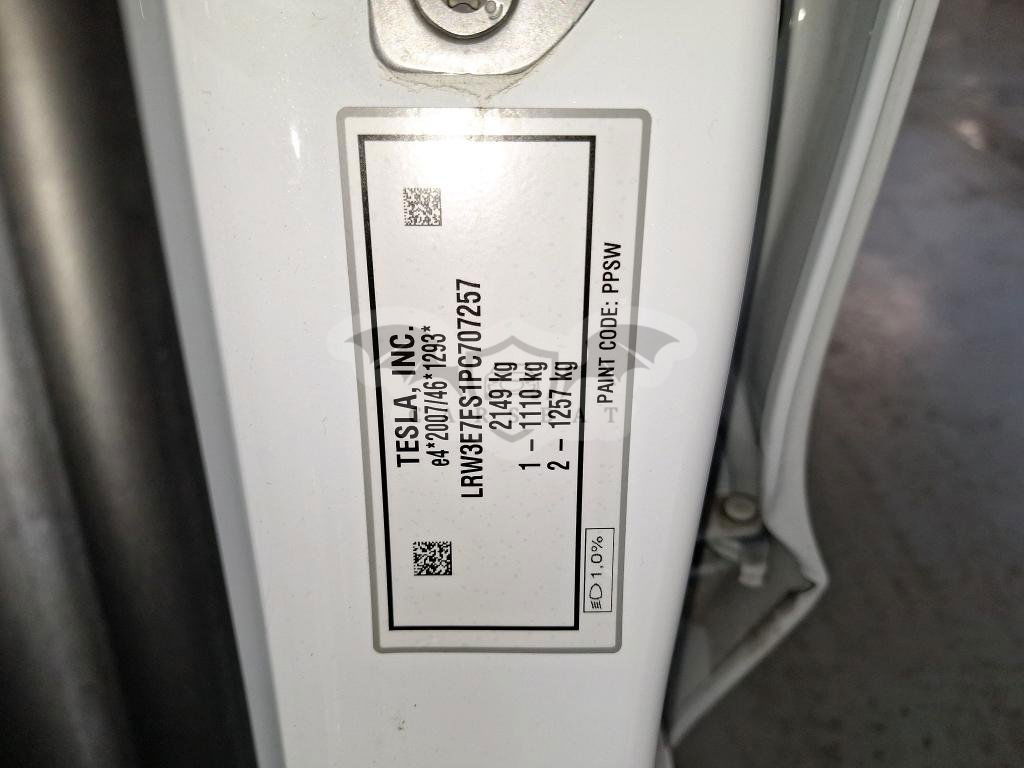 TESLA, INC.
e4*2007/46*1293*
LRW3E7ES1PC707257
2149 kg
1 - 1110 kg
2 - 1257 kg
PAINT CODE: PPSW
1,0%